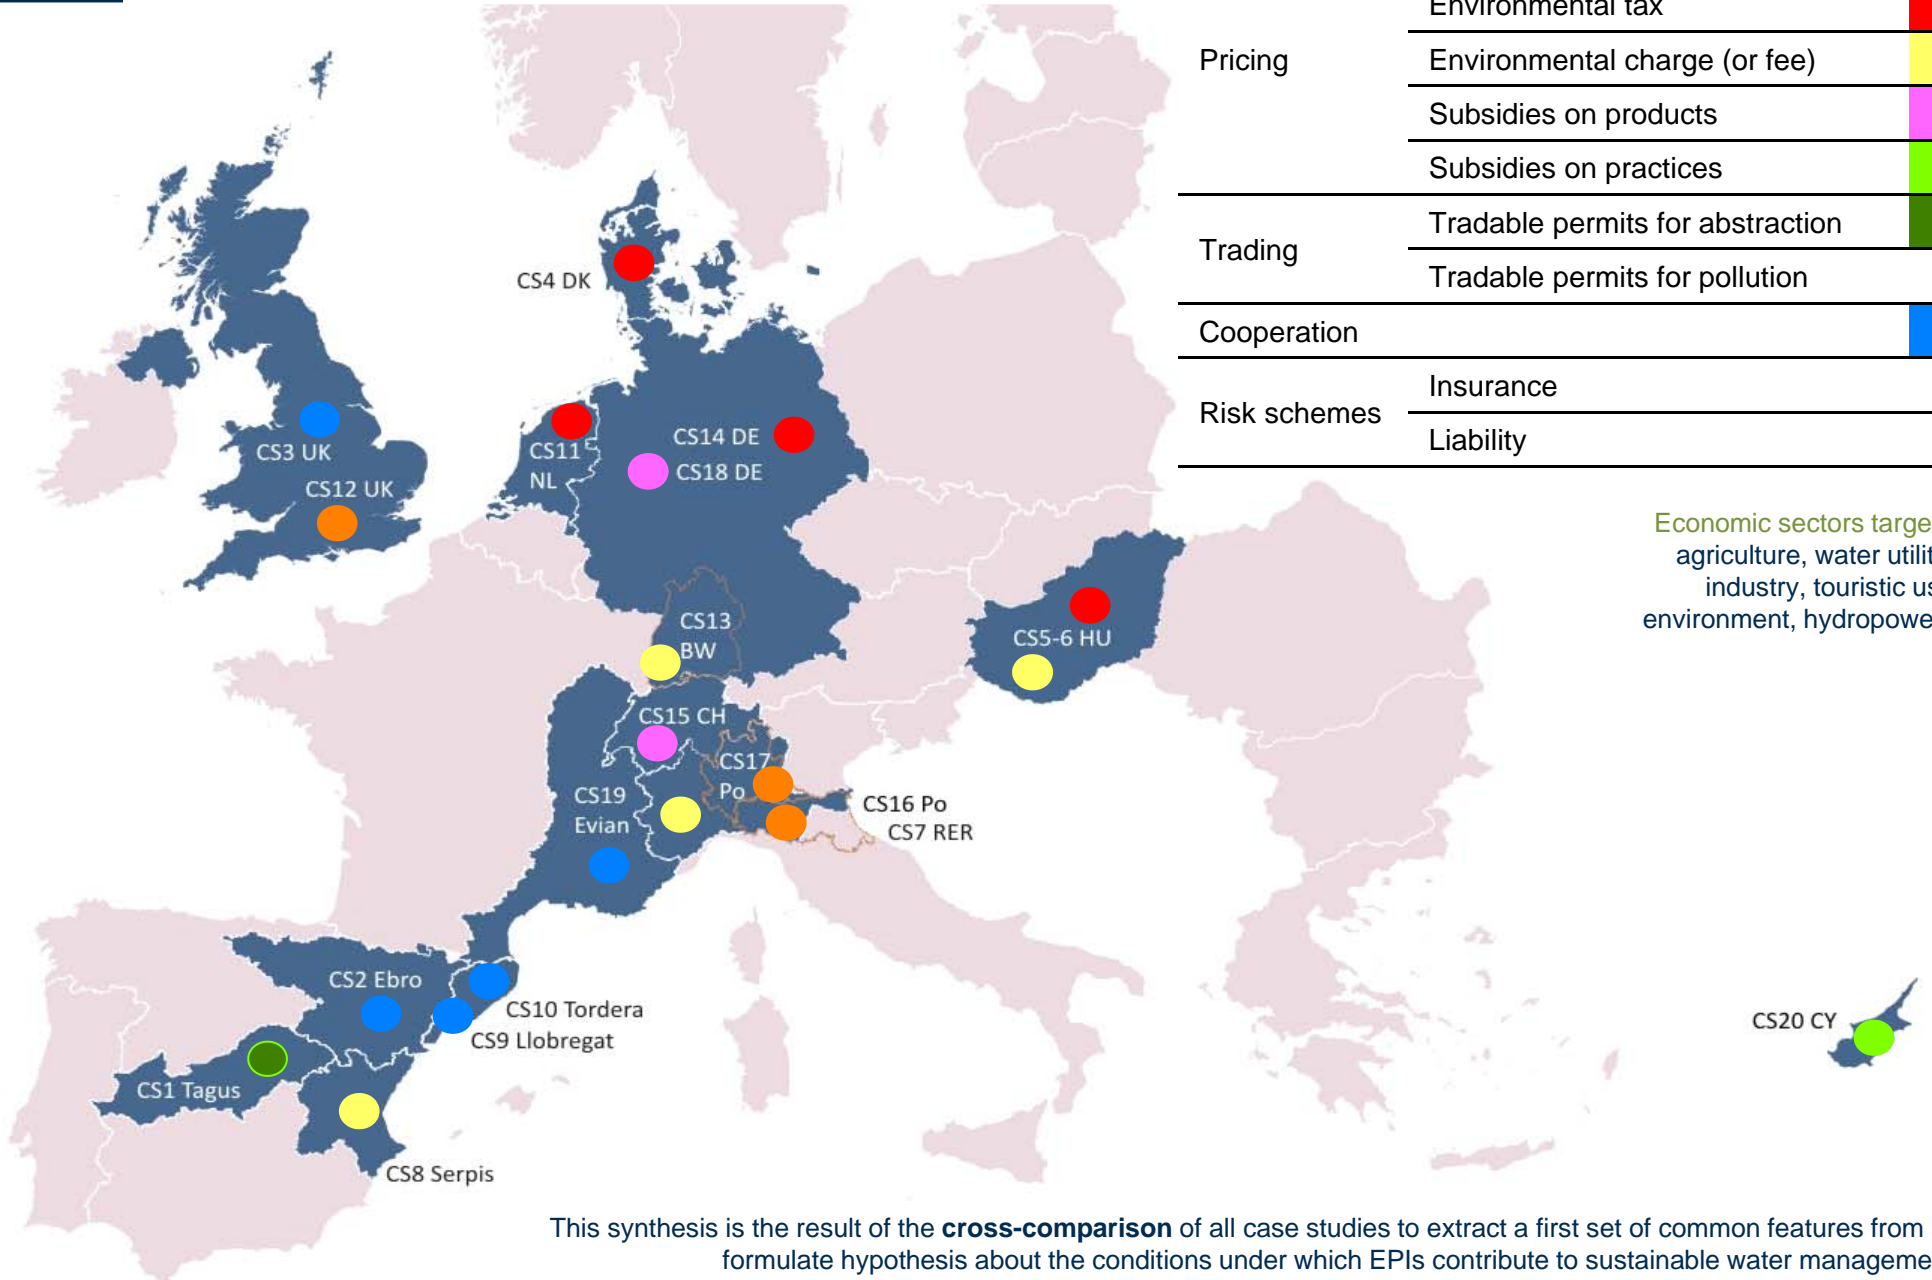 Environmental tax
Pricing
Environmental charge (or fee)
Subsidies on products
Subsidies on practices
Trading
Tradable permits for abstraction
Tradable permits for pollution
Cooperation
Risk schemes
Insurance
Liability
CS4 DK
CS3 UK
CS12 UK
CS11
NL
CS14 DE
CS18 DE
Economic sectors targe
agriculture, water utilit
industry, touristic us
environment, hydropowe
CS13
BW
CS5-6 HU
CS15 CH
CS17
Po
CS19
Evian
CS16 Po
CS7 RER
CS2 Ebro
CS10 Tordera
CS9 Llobregat
CS1 Tagus
CS8 Serpis
CS20 CY
This synthesis is the result of the cross-comparison of all case studies to extract a first set of common features from
formulate hypothesis about the conditions under which EPIs contribute to sustainable water manageme